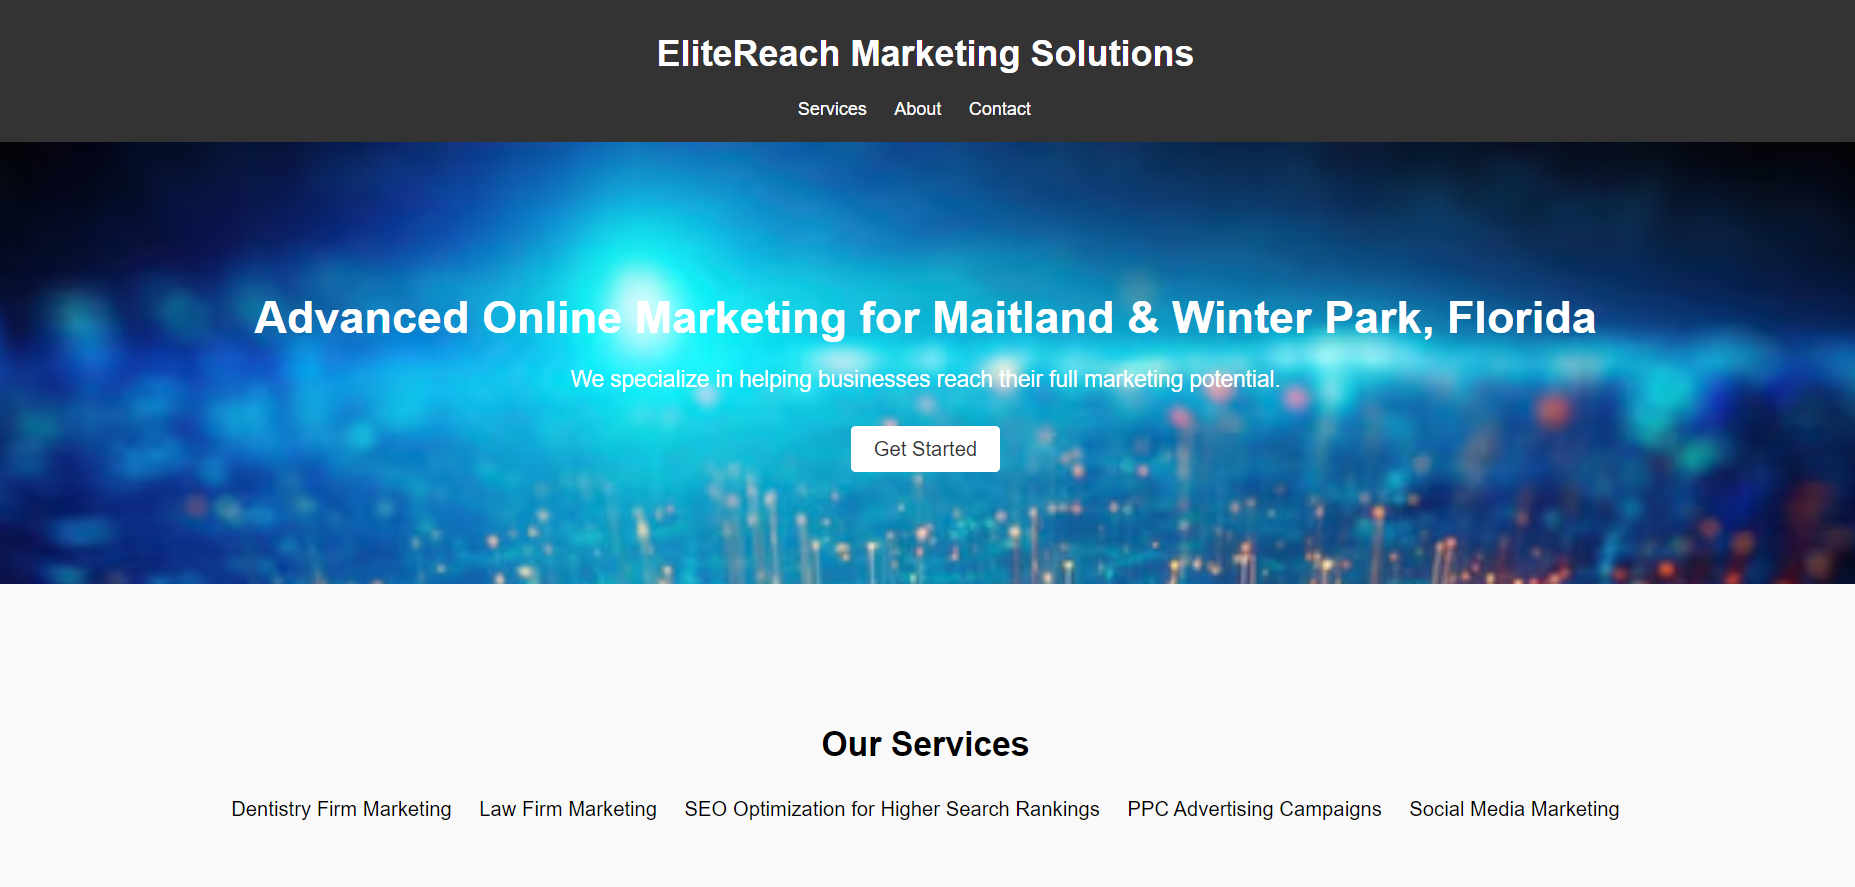 EliteReach Marketing Solutions
Services About Contact
Advanced Online Marketing for Maitland & Winter Park, Florida
We specialize in helping businesses reach their full marketing potential.
Get Started
Our Services
Dentistry Firm Marketing Law Firm Marketing SEO Optimization for Higher Search Rankings PPC Advertising Campaigns Social Media Marketing